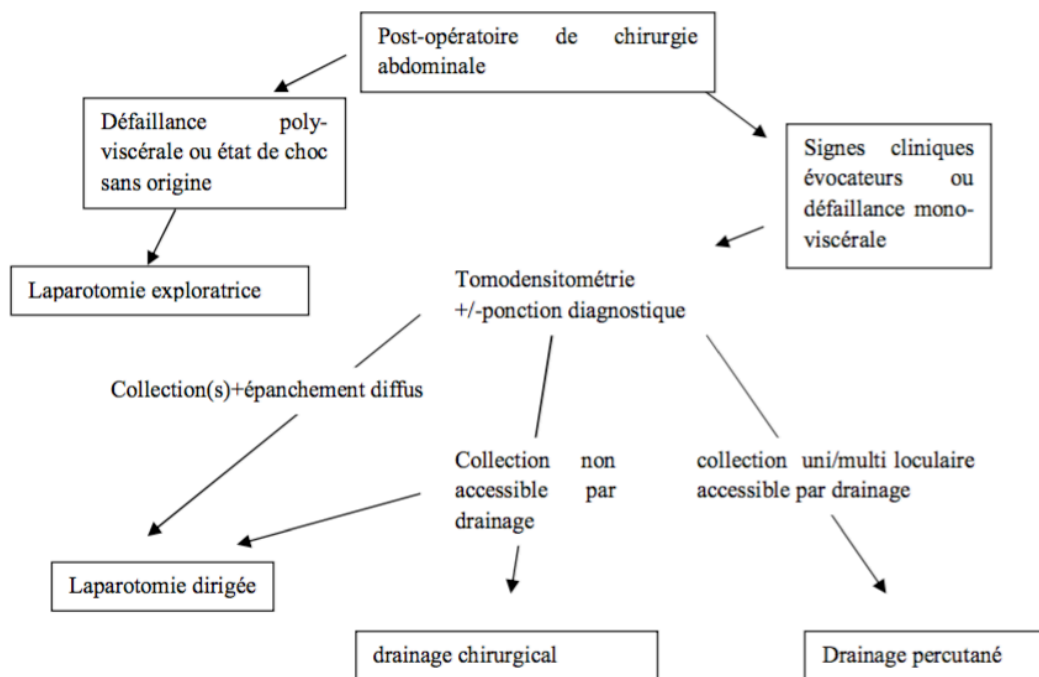 Post-opératoire de chirurgie
abdominale
Défaillance poly-
viscérale ou état de choc
sans origine
Signes cliniques
évocateurs ou
défaillance mono-
viscérale
Laparotomie exploratrice
Tomodensitométrie
+/-ponction diagnostique
Collection(s)+épanchement diffus
Collection non
accessible par
drainage
collection uni/multi loculaire
accessible par drainage
Laparotomie dirigée
drainage chirurgical
Drainage percutané